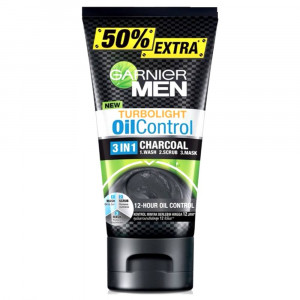 50% EXTRA
GARNIER
MEN
NEW
TURBOLIGHT
OilControl
3 IN 1 CHARCOAL
1.WASH 2.SCRUB 3.MASK
12-HOUR OIL CONTROL